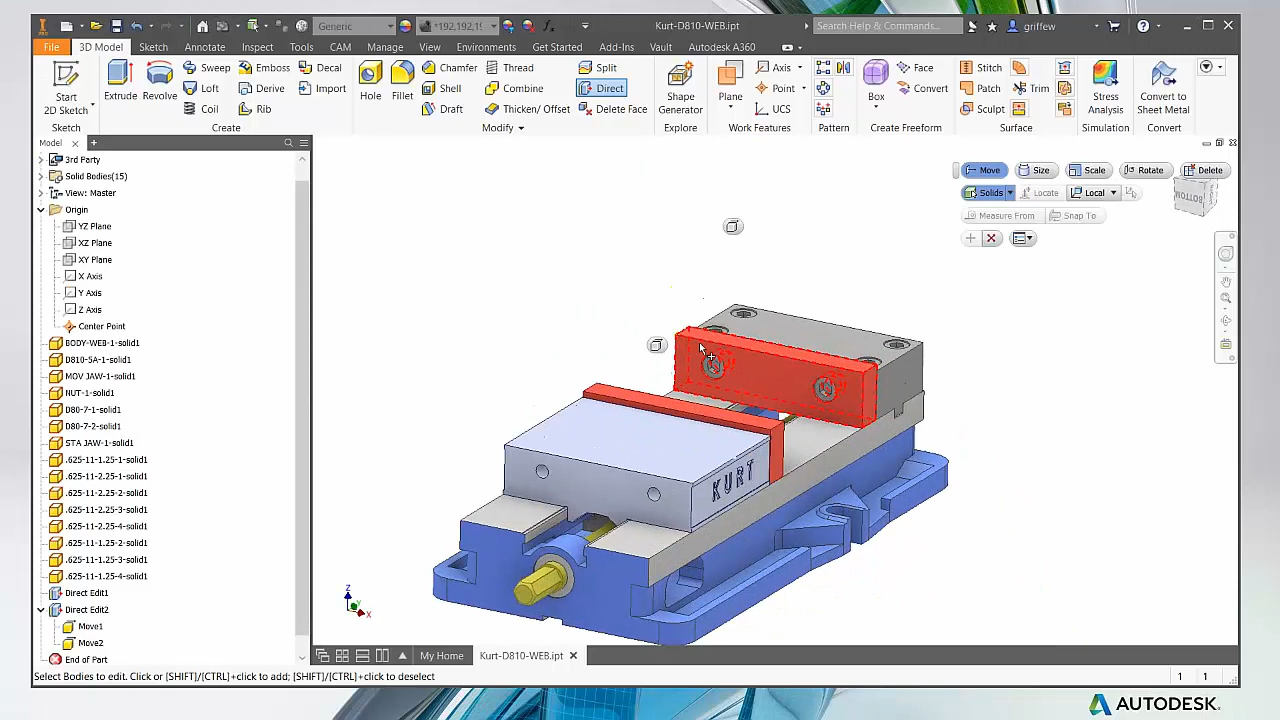 Generic
*192,192,19
Kurt-D810-WEB.ipt
Search Help & Commands...
griffew
File
3D Model
Sketch
Annotate
Inspect
Tools
CAM
Manage
View
Environments
Get Started
Add-Ins
Vault
Autodesk A360
Start
2D Sketch
Extrude
Revolve
Sweep
Loft
Coil
Emboss
Derive
Rib
Decal
Import
Hole
Fillet
Chamfer
Shell
Draft
Thread
Combine
Thicken/ Offset
Split
Direct
Delete Face
Shape
Generator
Plane
Axis
Point
UCS
Box
Face
Convert
Stitch
Patch
Sculpt
Trim
Stress
Analysis
Convert to
Sheet Metal
Sketch
Create
Modify
Explore
Work Features
Pattern
Create Freeform
Surface
Simulation
Convert
Model
3rd Party
Solid Bodies(15)
View: Master
Origin
YZ Plane
XZ Plane
XY Plane
X Axis
Y Axis
Z Axis
Center Point
BODY-WEB-1-solid1
D810-5A-1-solid1
MOV JAW-1-solid1
NUT-1-solid1
D80-7-1-solid1
D80-7-2-solid1
STA JAW-1-solid1
.625-11-1.25-1-solid1
.625-11-2.25-1-solid1
.625-11-2.25-2-solid1
.625-11-2.25-3-solid1
.625-11-2.25-4-solid1
.625-11-1.25-2-solid1
.625-11-1.25-3-solid1
.625-11-1.25-4-solid1
Direct Edit1
Direct Edit2
Move1
Move2
End of Part
Move
Size
Scale
Rotate
Delete
Solids
Locate
Local
Measure From
Snap To
BOTTOM
KURT
Z
Y
X
My Home
Kurt-D810-WEB.ipt
Select Bodies to edit. Click or [SHIFT]/[CTRL]+click to add; [SHIFT]/[CTRL]+click to deselect
1
1
AUTODESK.